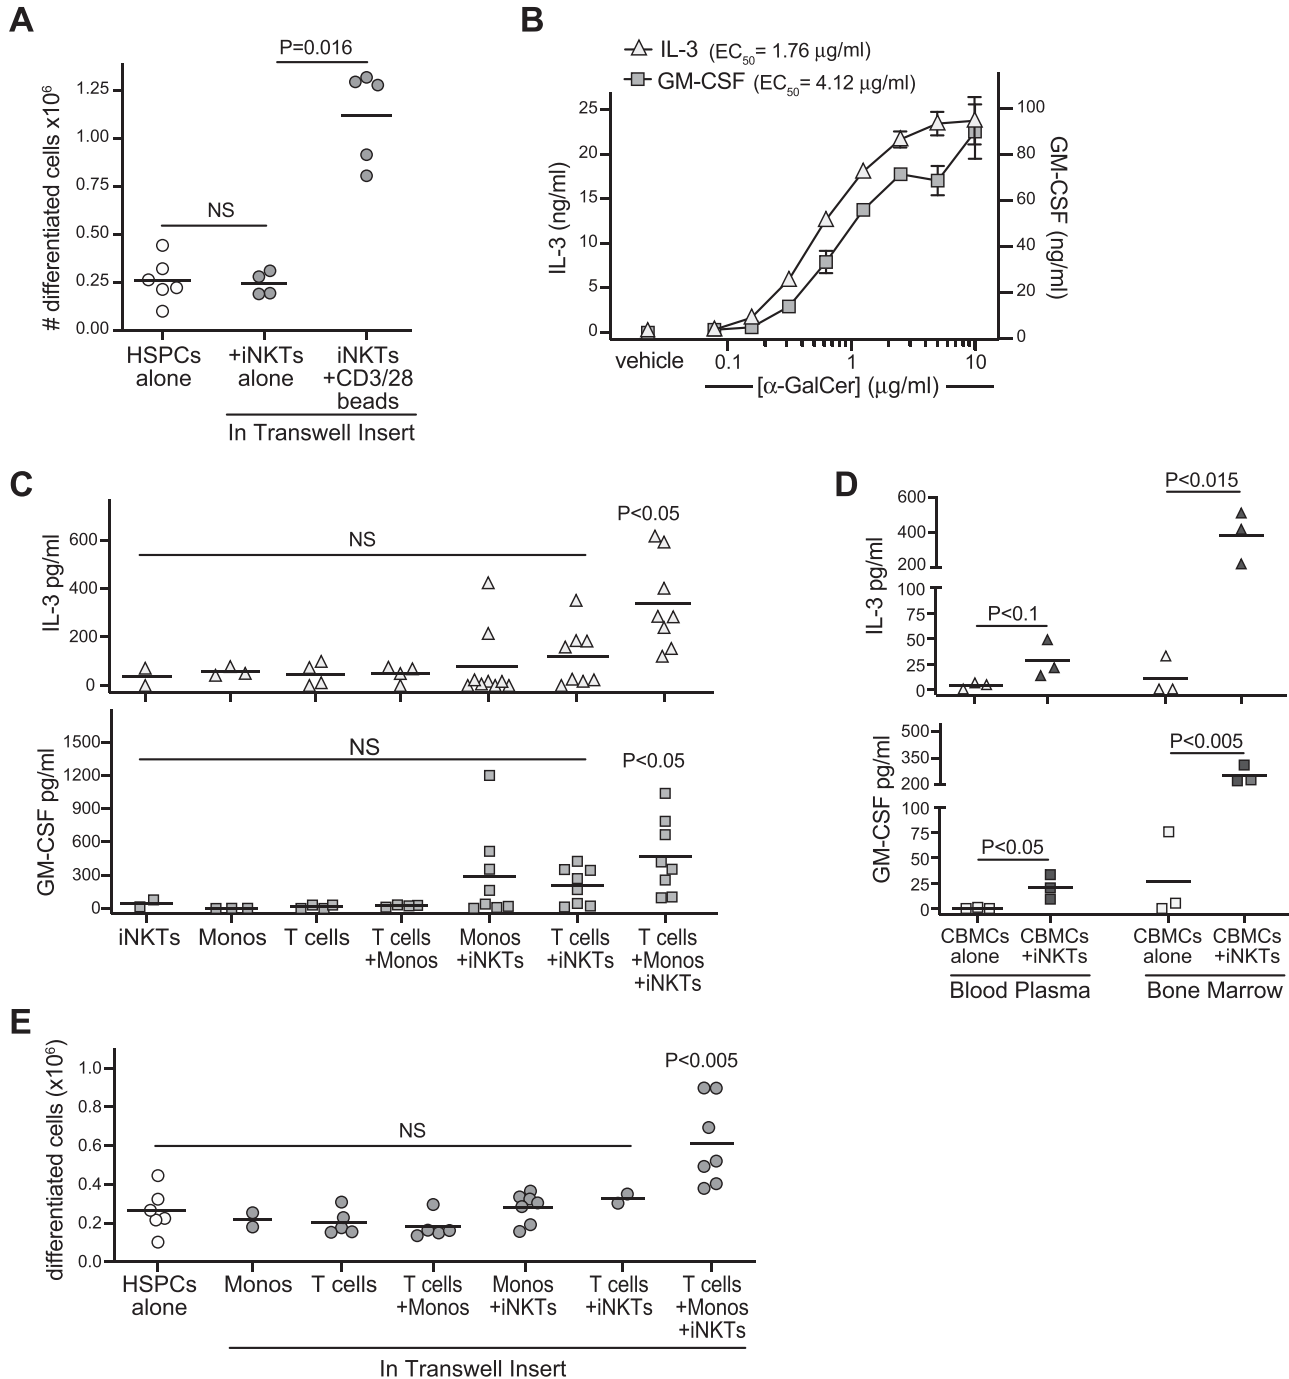 A
P=0.016
# differentiated cells x10⁶
1.25
1.00
0.75
0.50
0.25
0.00
NS
HSPCs
alone
+iNKTs
alone
iNKTs
+CD3/28
beads
In Transwell Insert
B
IL-3 (EC₅₀= 1.76 μg/ml)
GM-CSF (EC₅₀= 4.12 μg/ml)
IL-3 (ng/ml)
25
20
15
10
5
0
GM-CSF (ng/ml)
100
80
60
40
20
0
vehicle
0.1
1
10
[α-GalCer] (μg/ml)
C
IL-3 pg/ml
600
400
200
0
NS
P<0.05
GM-CSF pg/ml
1500
1200
900
600
300
0
NS
P<0.05
iNKTs
Monos
T cells
T cells
+Monos
Monos
+iNKTs
T cells
+iNKTs
T cells
+Monos
+iNKTs
D
IL-3 pg/ml
600
400
200
100
75
50
25
0
P<0.1
P<0.015
GM-CSF pg/ml
500
350
200
100
75
50
25
0
P<0.05
P<0.005
CBMCs
alone
CBMCs
+iNKTs
CBMCs
alone
CBMCs
+iNKTs
Blood Plasma
Bone Marrow
E
differentiated cells (x10⁶)
1.0
0.8
0.6
0.4
0.2
0.0
NS
P<0.005
HSPCs
alone
Monos
T cells
T cells
+Monos
Monos
+iNKTs
T cells
+iNKTs
T cells
+Monos
+iNKTs
In Transwell Insert